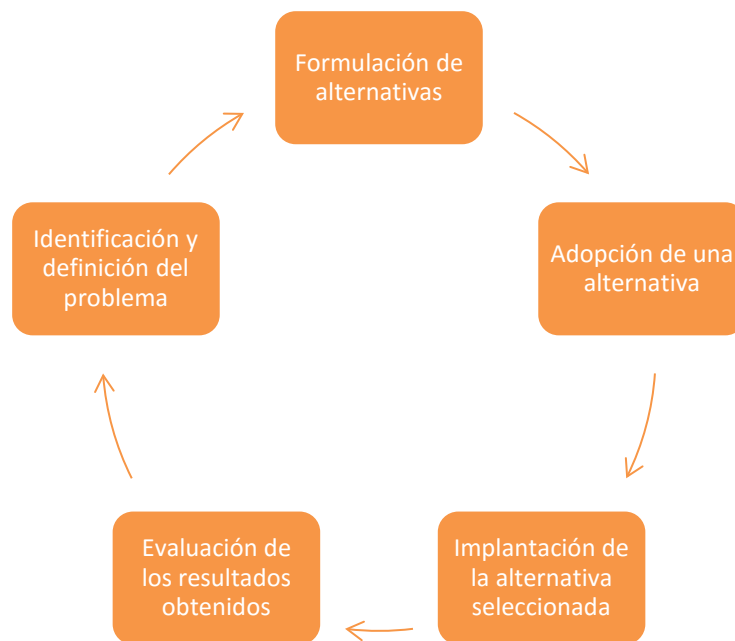 Formulación de
alternativas
Identificación y
definición del
problema
Adopción de una
alternativa
Evaluación de
los resultados
obtenidos
Implantación de
la alternativa
seleccionada